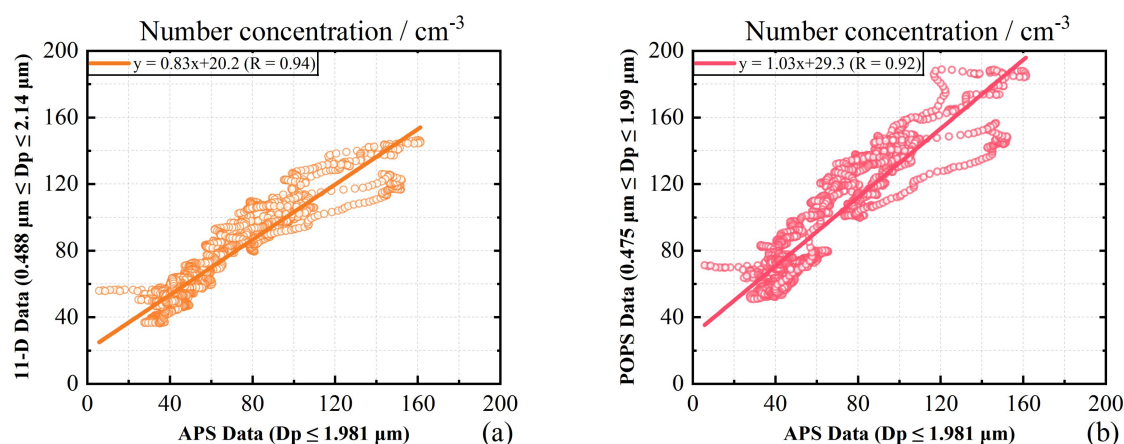 Number concentration / cm-3
200
160
120
80
40
0
y = 0.83x+20.2 (R = 0.94)
11-D Data (0.488 μm ≤ Dp ≤ 2.14 μm)
0 40 80 120 160 200
APS Data (Dp ≤ 1.981 μm)
(a)
Number concentration / cm-3
200
160
120
80
40
0
y = 1.03x+29.3 (R = 0.92)
POPS Data (0.475 μm ≤ Dp ≤ 1.99 μm)
0 40 80 120 160 200
APS Data (Dp ≤ 1.981 μm)
(b)